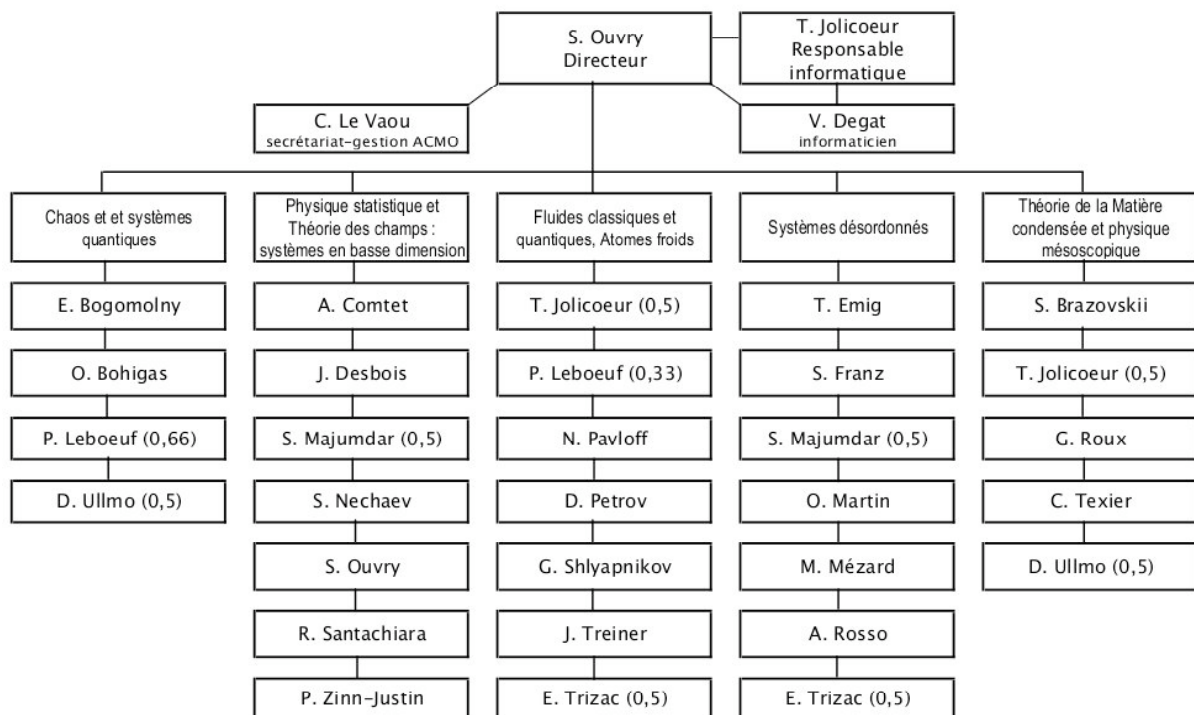 S. Ouvry
Directeur
T. Jolicoeur
Responsable
informatique
C. Le Vaou
secrétariat-gestion ACMO
V. Degat
informaticien
Chaos et et systèmes
quantiques
E. Bogomolny
O. Bohigas
P. Leboeuf (0,66)
D. Ullmo (0,5)
Physique statistique et
Théorie des champs :
systèmes en basse dimension
A. Comtet
J. Desbois
S. Majumdar (0,5)
S. Nechaev
S. Ouvry
R. Santachiara
P. Zinn-Justin
Fluides classiques et
quantiques, Atomes froids
T. Jolicoeur (0,5)
P. Leboeuf (0,33)
N. Pavloff
D. Petrov
G. Shlyapnikov
J. Treiner
E. Trizac (0,5)
Systèmes désordonnés
T. Emig
S. Franz
S. Majumdar (0,5)
O. Martin
M. Mézard
A. Rosso
E. Trizac (0,5)
Théorie de la Matière
condensée et physique
mésoscopique
S. Brazovskii
T. Jolicoeur (0,5)
G. Roux
C. Texier
D. Ullmo (0,5)